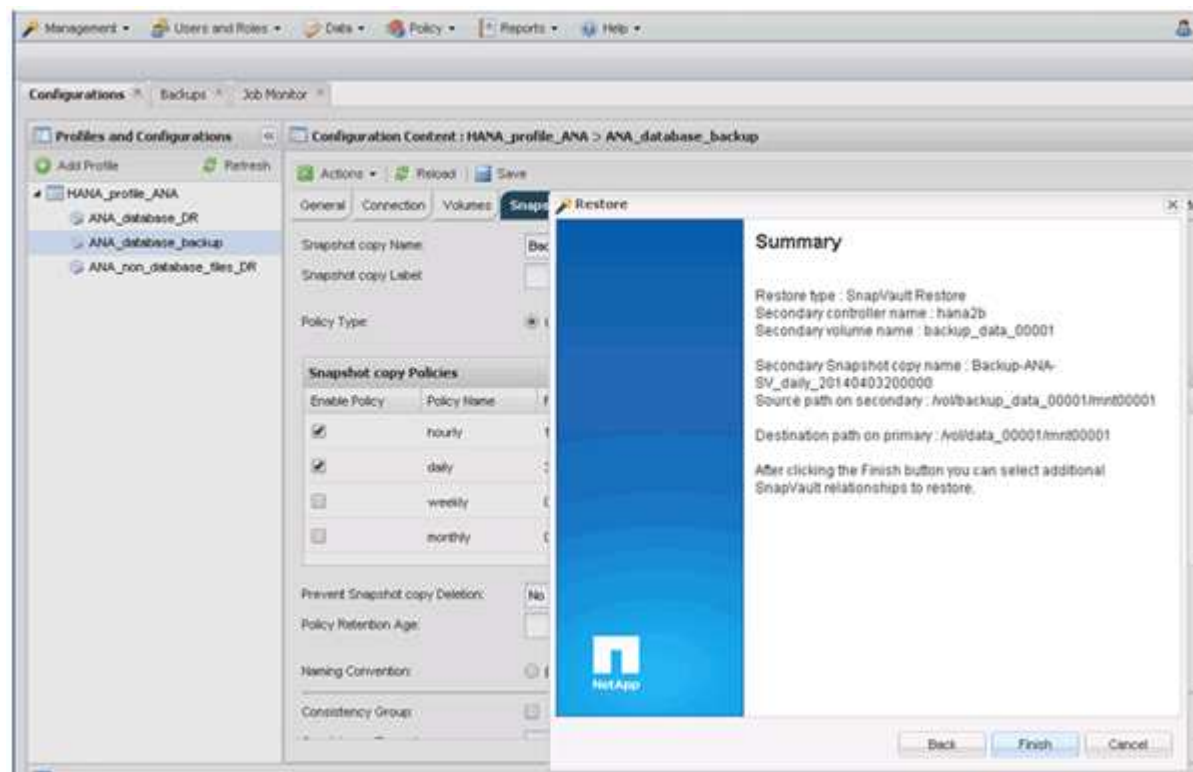 Management Users and Roles Data Policy Reports Help
Configurations Backups Job Monitor
Profiles and Configurations
Add Profile Refresh
HANA_profile_ANA
ANA_database_DR
ANA_database_backup
ANA_non_database_files_DR
Configuration Content : HANA_profile_ANA > ANA_database_backup
Actions Reload Save
General Connection Volumes Snaps
Snapshot copy Name: Bac
Snapshot copy Label:
Policy Type:
Snapshot copy Policies
Enable Policy Policy Name
hourly
daily
weekly
monthly
Prevent Snapshot copy Deletion: No
Policy Retention Age:
Naming Convention:
Consistency Group:
Restore
NetApp
Summary
Restore type : SnapVault Restore
Secondary controller name : hana2b
Secondary volume name : backup_data_00001
Secondary Snapshot copy name : Backup-ANA-
SV_daily_20140403200000
Source path on secondary : /vol/backup_data_00001/mnt00001
Destination path on primary : /vol/data_00001/mnt00001
After clicking the Finish button you can select additional
SnapVault relationships to restore.
Back Finish Cancel